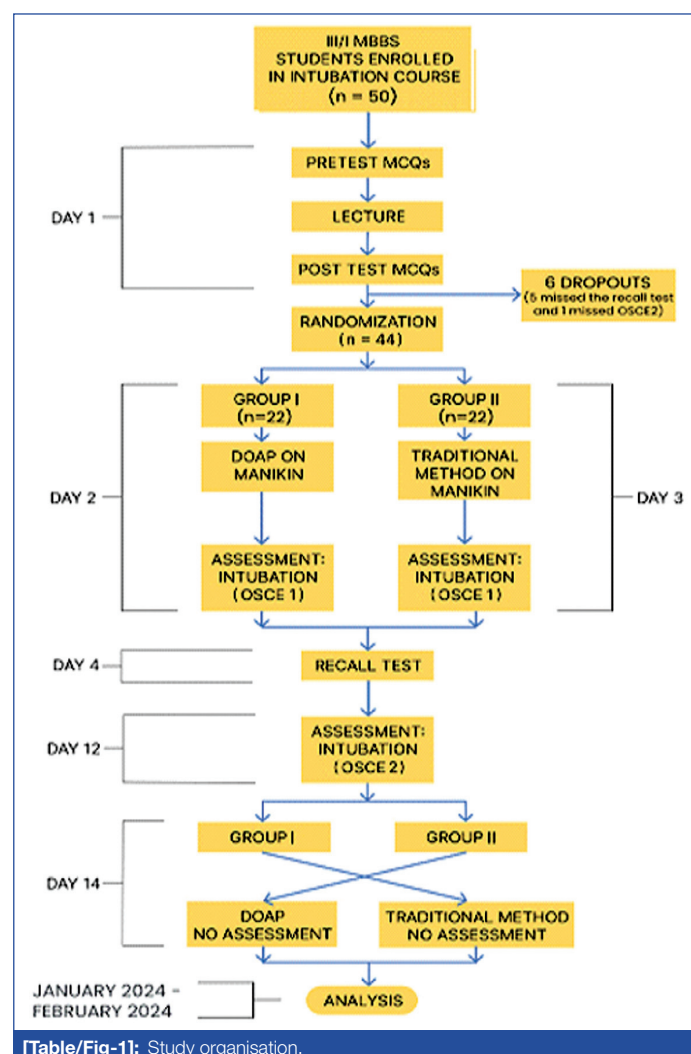 III/I MBBS
STUDENTS ENROLLED
IN INTUBATION COURSE
(n = 50)
DAY 1
PRETEST MCQs
LECTURE
POST TEST MCQs
6 DROPOUTS
(5 missed the recall test
and 1 missed OSCE2)
RANDOMIZATION
(n = 44)
DAY 2
GROUP I
(n=22)
DOAP ON
MANIKIN
ASSESSMENT:
INTUBATION
(OSCE 1)
GROUP II
(n=22)
TRADITIONAL
METHOD ON
MANIKIN
ASSESSMENT:
INTUBATION
(OSCE 1)
DAY 3
DAY 4
RECALL TEST
DAY 12
ASSESSMENT:
INTUBATION
(OSCE 2)
DAY 14
GROUP I
GROUP II
DOAP
NO ASSESSMENT
TRADITIONAL METHOD
NO ASSESSMENT
JANUARY 2024 –
FEBRUARY 2024
ANALYSIS
[Table/Fig-1]: Study organisation.